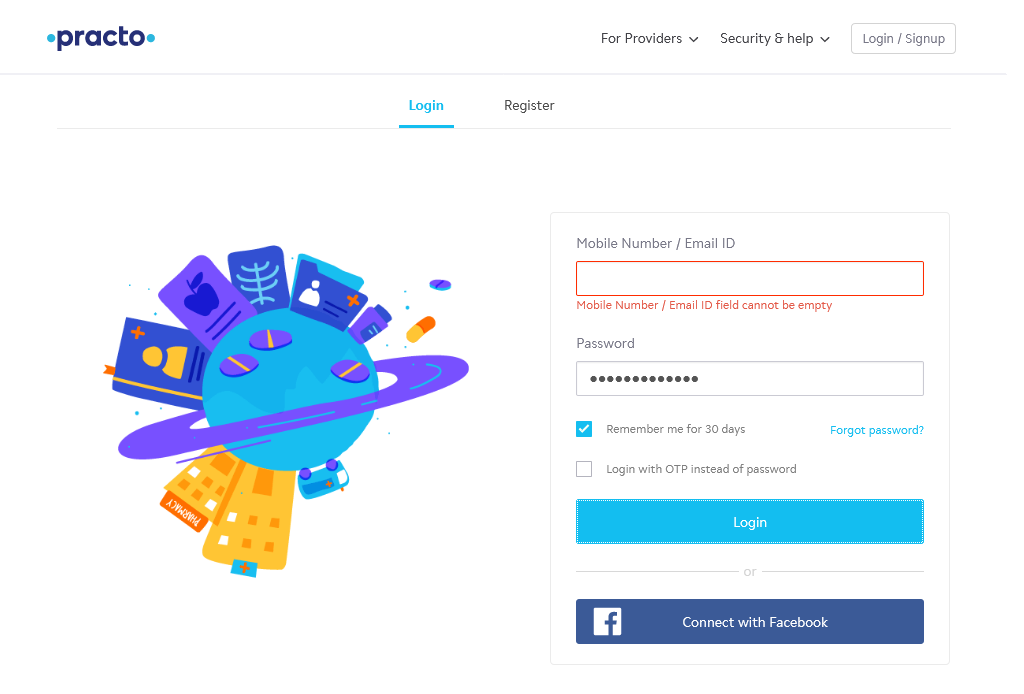 practo
For Providers Security & help Login / Signup
Login Register
Mobile Number / Email ID
Mobile Number / Email ID field cannot be empty
Password
●●●●●●●●●●●●●
Remember me for 30 days Forgot password?
Login with OTP instead of password
Login
or
Connect with Facebook
PHARMACY